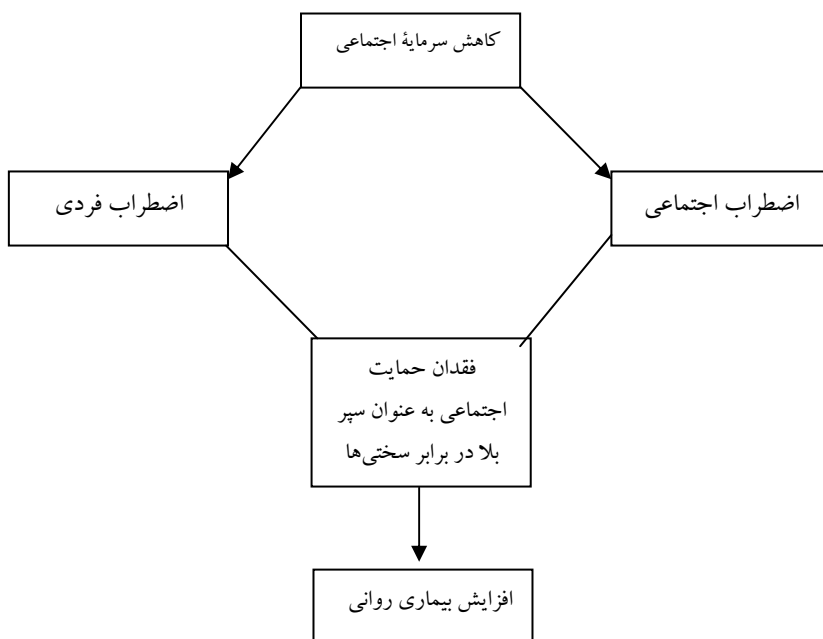 کاهش سرمایۀ اجتماعی
اضطراب اجتماعی
اضطراب فردی
فقدان حمایت
اجتماعی به عنوان سپر
بلا در برابر سختی‌ها
افزایش بیماری روانی